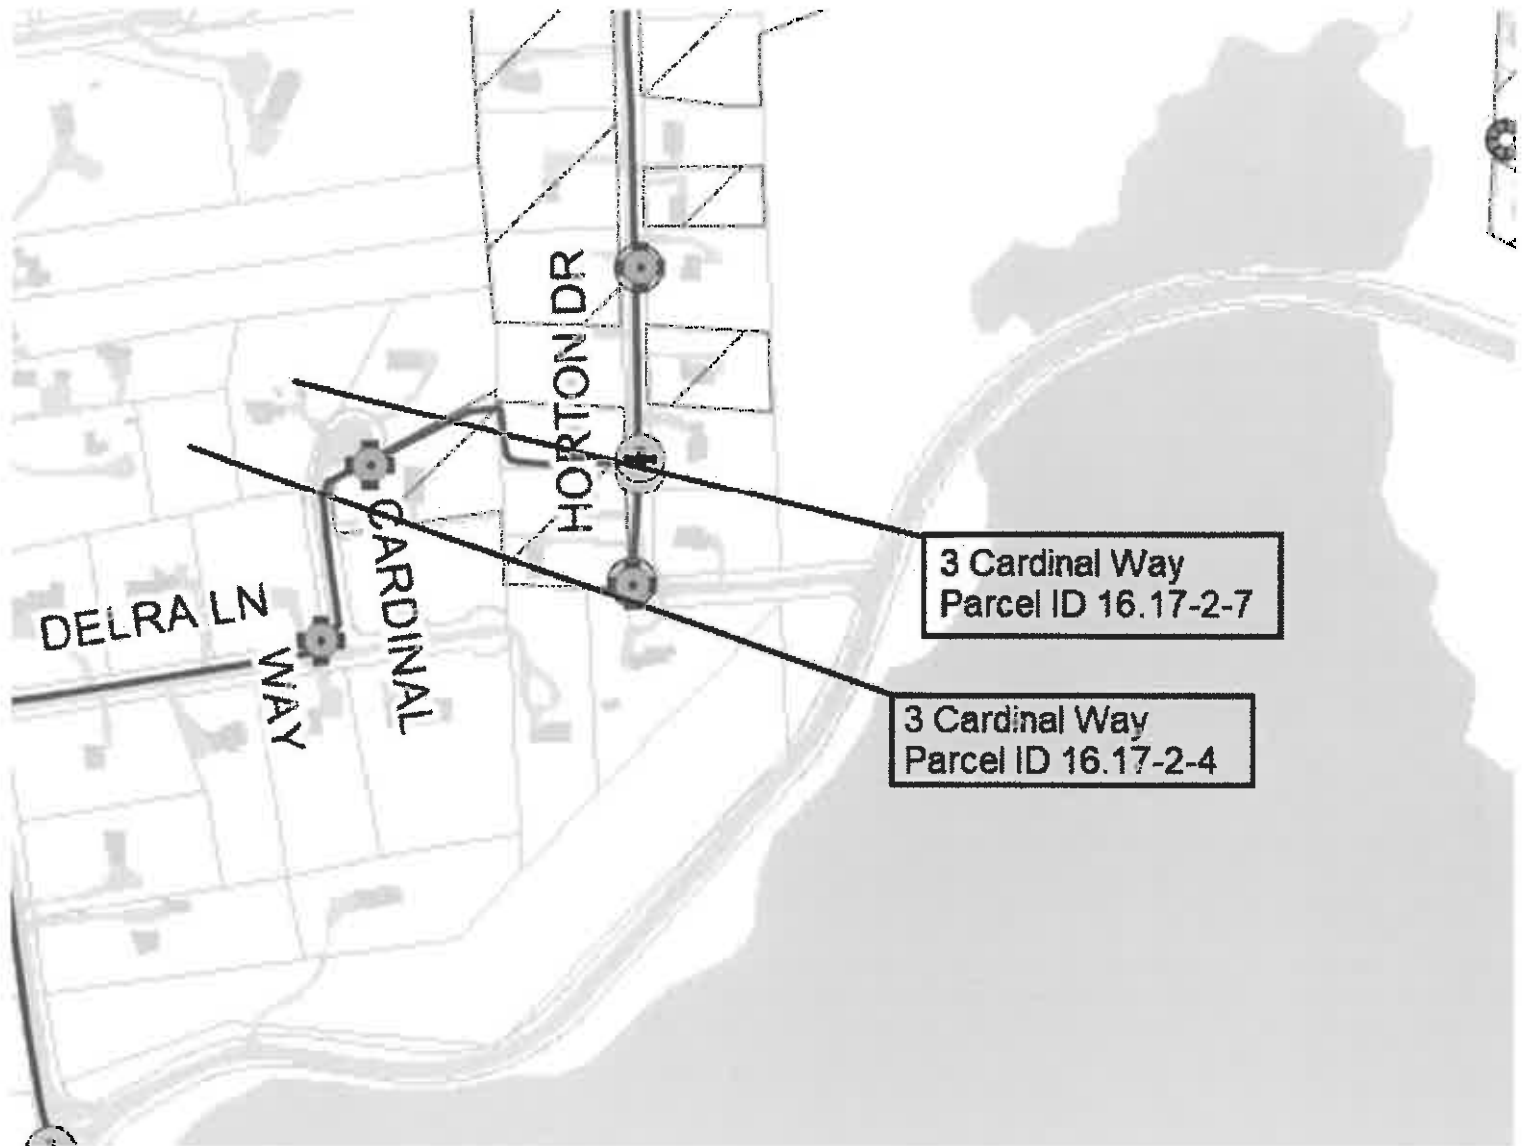 HORTON DR
CARDINAL
WAY
DELRA LN
3 Cardinal Way
Parcel ID 16.17-2-7
3 Cardinal Way
Parcel ID 16.17-2-4